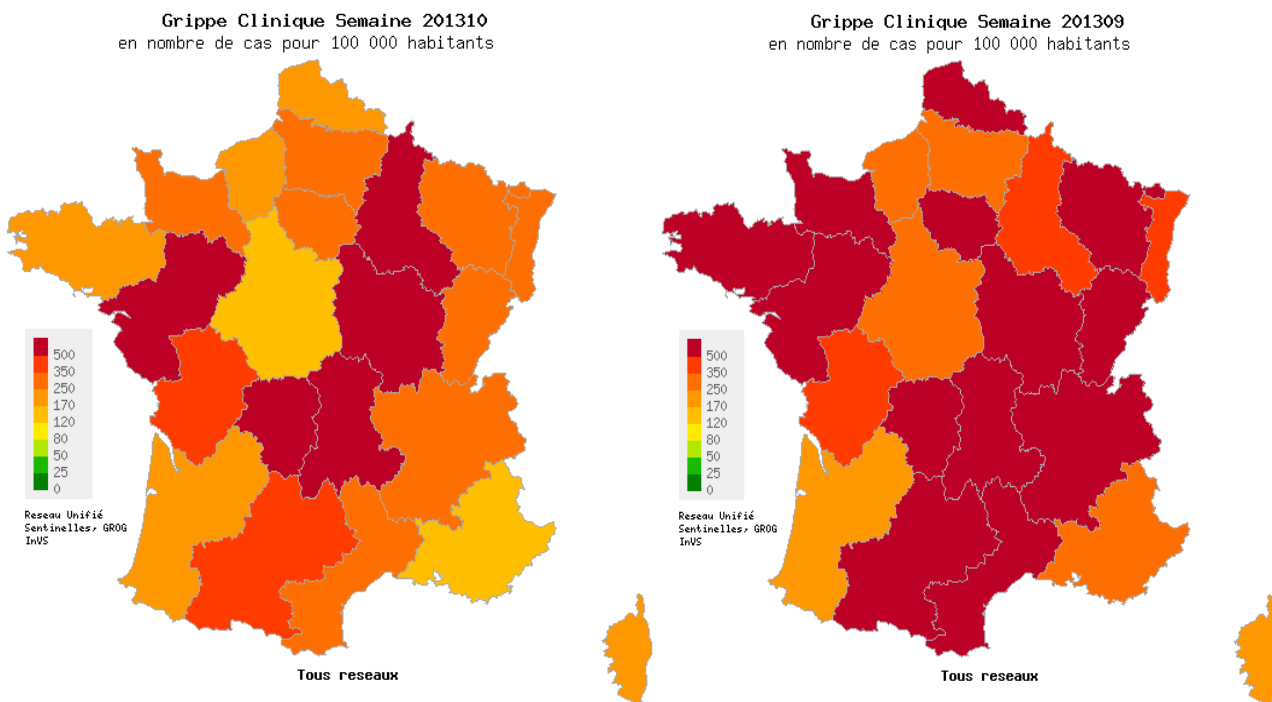 Grippe Clinique Semaine 201310
en nombre de cas pour 100 000 habitants
500
350
250
170
120
80
50
25
0
Reseau Unifié
Sentinelles, GROG
InVS
Tous reseaux
Grippe Clinique Semaine 201309
en nombre de cas pour 100 000 habitants
500
350
250
170
120
80
50
25
0
Reseau Unifié
Sentinelles, GROG
InVS
Tous reseaux